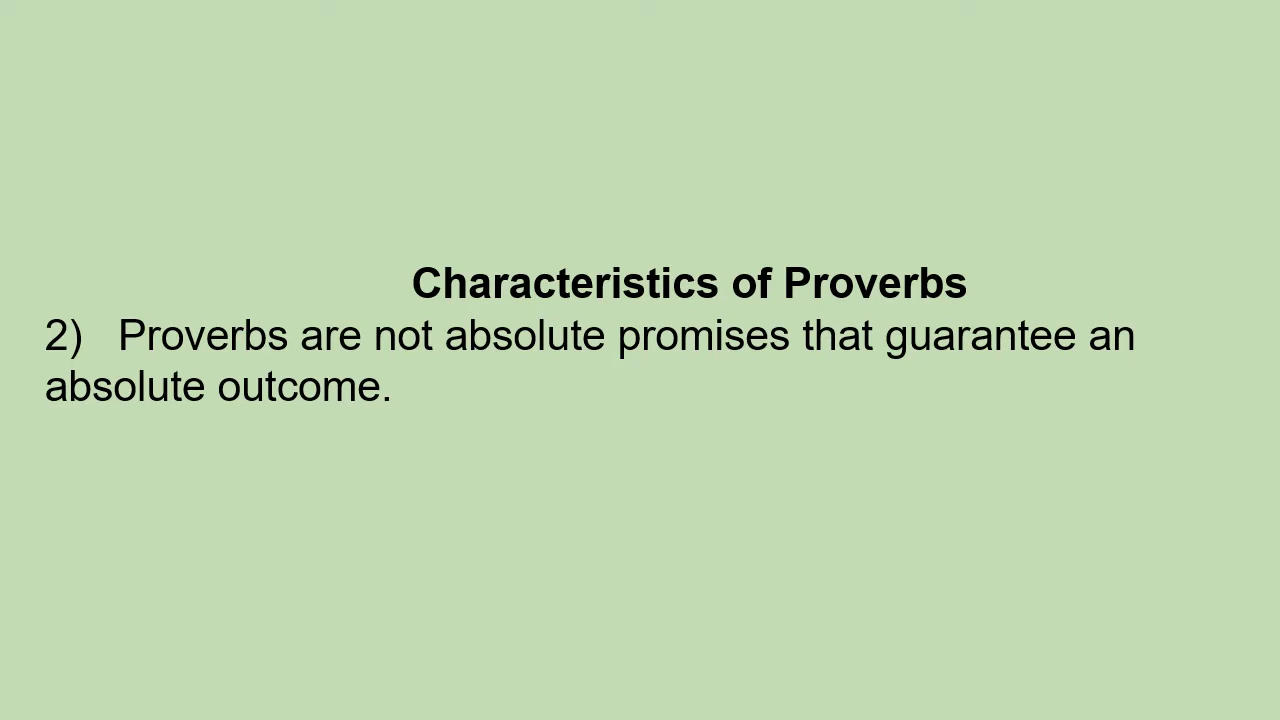 Characteristics of Proverbs
2) Proverbs are not absolute promises that guarantee an
absolute outcome.